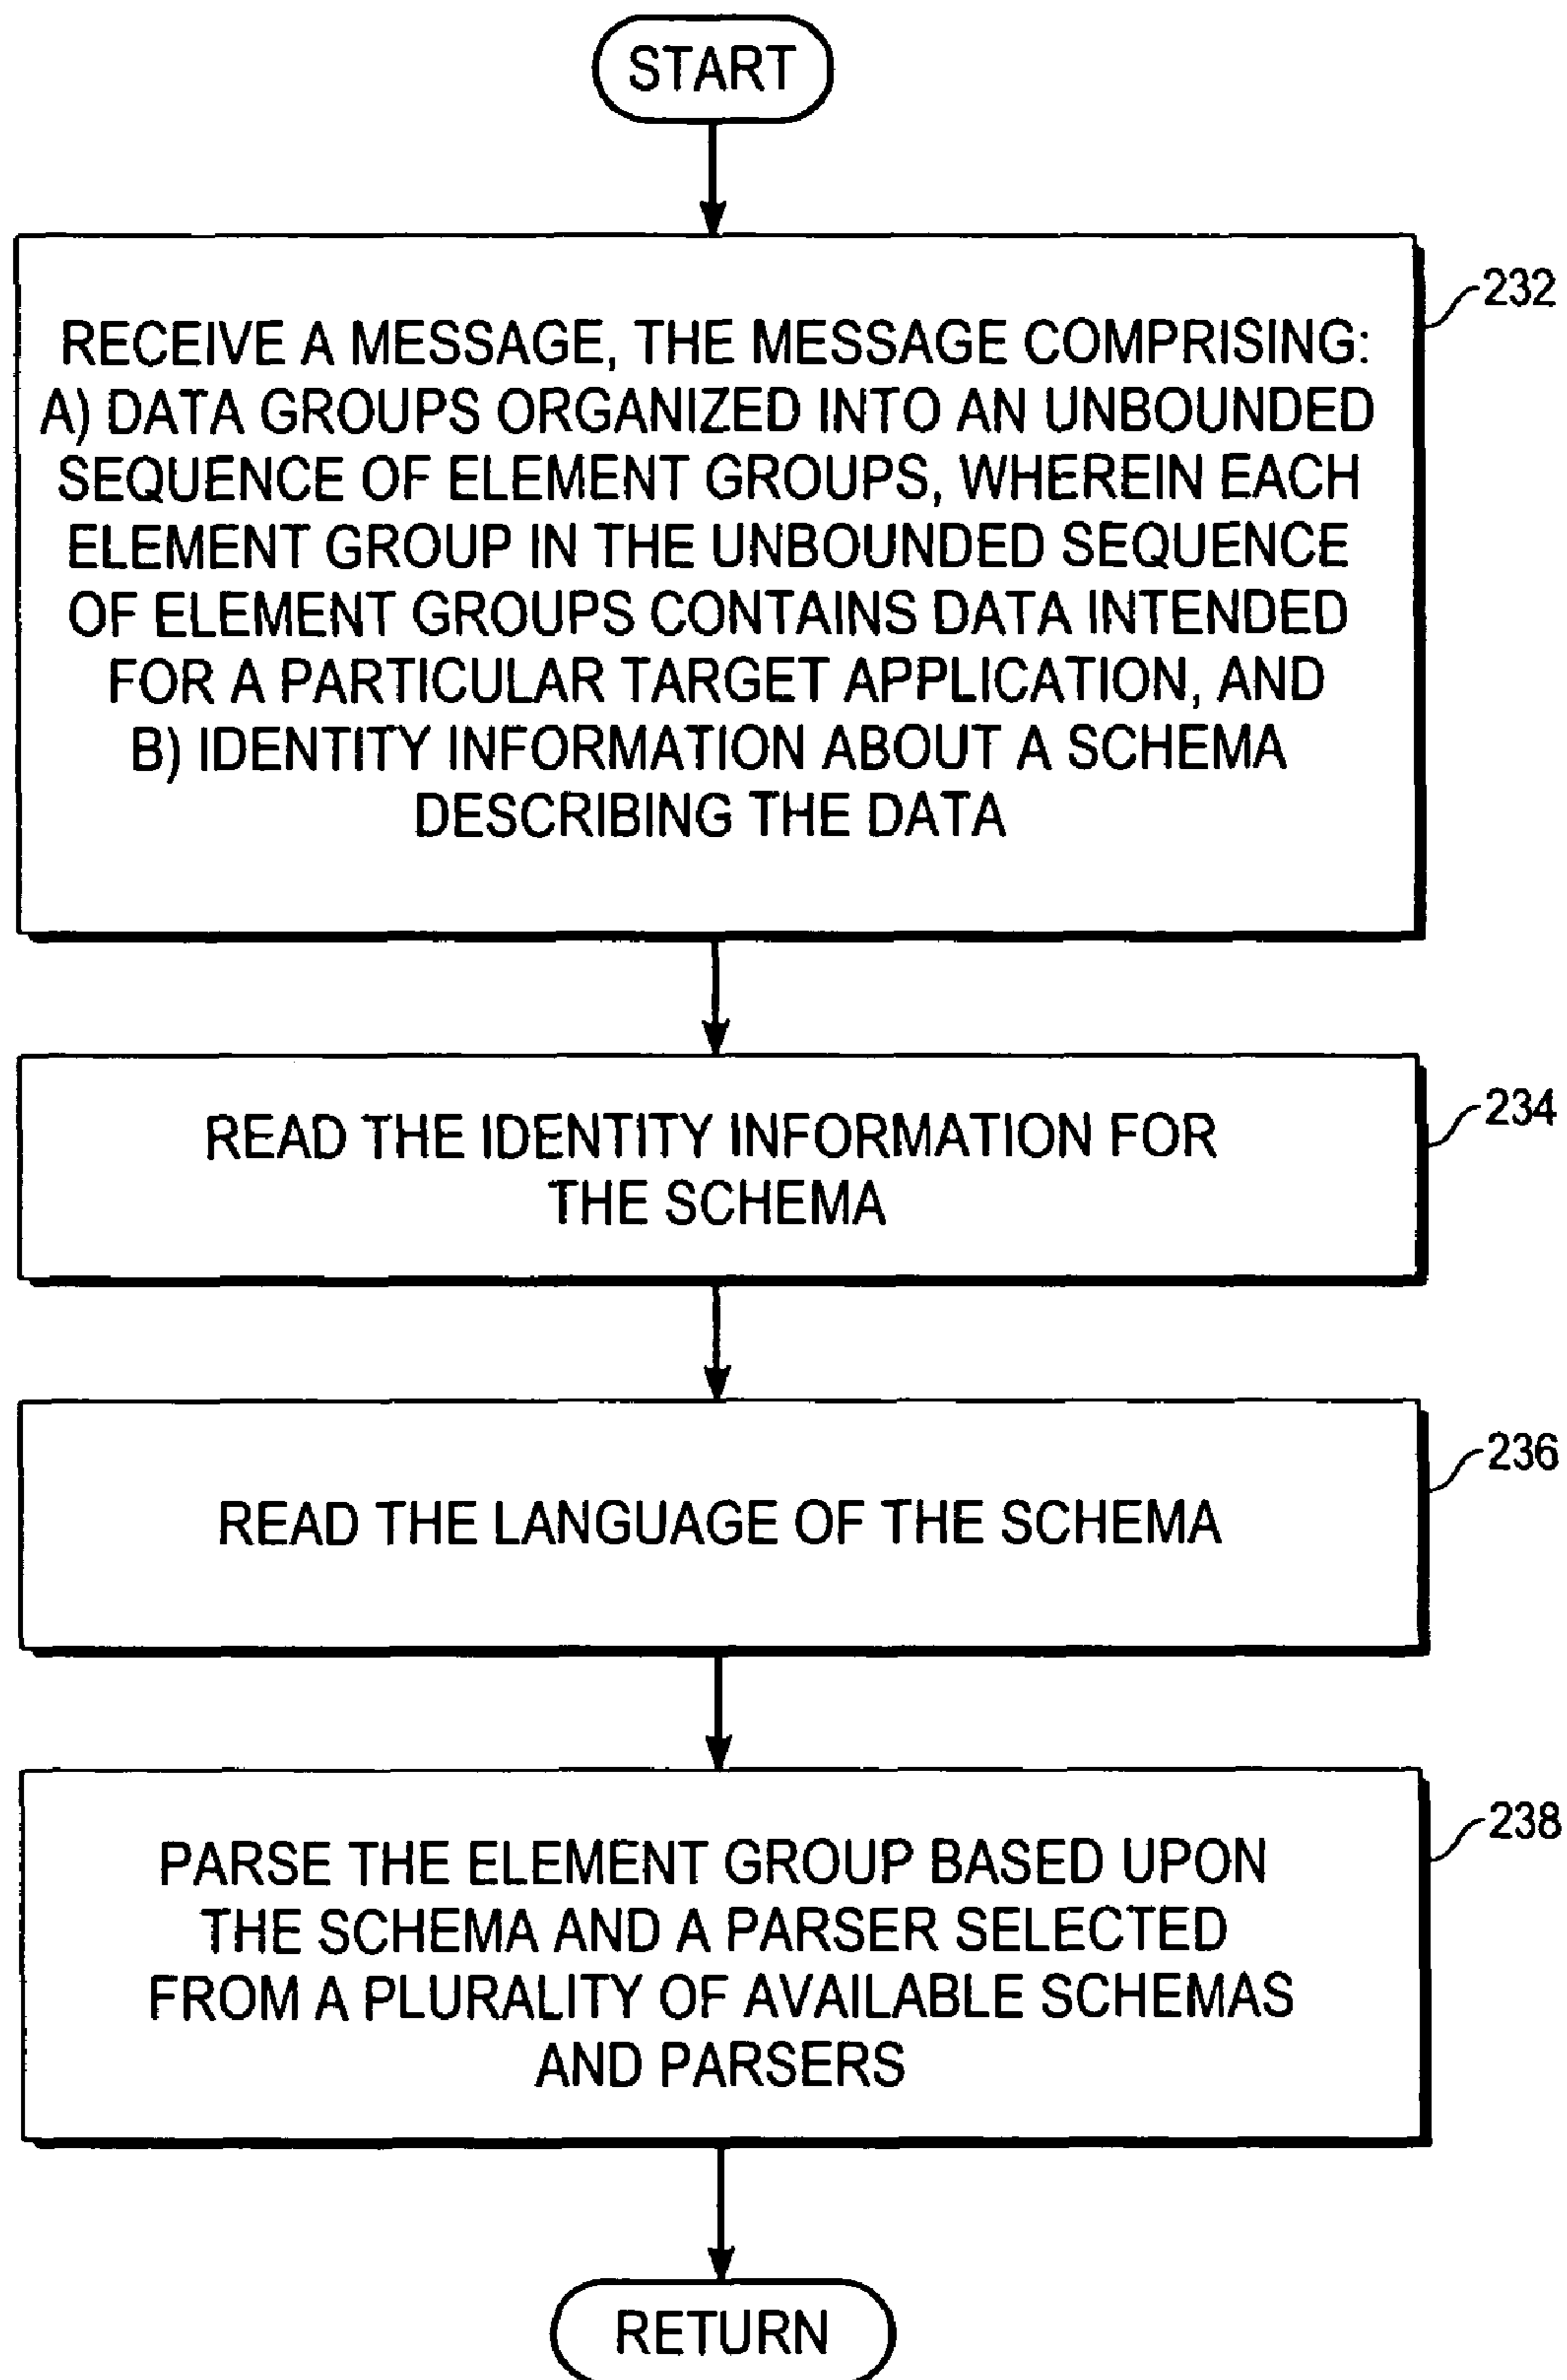 START
232
RECEIVE A MESSAGE, THE MESSAGE COMPRISING:
A) DATA GROUPS ORGANIZED INTO AN UNBOUNDED
SEQUENCE OF ELEMENT GROUPS, WHEREIN EACH
ELEMENT GROUP IN THE UNBOUNDED SEQUENCE
OF ELEMENT GROUPS CONTAINS DATA INTENDED
FOR A PARTICULAR TARGET APPLICATION, AND
B) IDENTITY INFORMATION ABOUT A SCHEMA
DESCRIBING THE DATA
234
READ THE IDENTITY INFORMATION FOR
THE SCHEMA
236
READ THE LANGUAGE OF THE SCHEMA
238
PARSE THE ELEMENT GROUP BASED UPON
THE SCHEMA AND A PARSER SELECTED
FROM A PLURALITY OF AVAILABLE SCHEMAS
AND PARSERS
RETURN